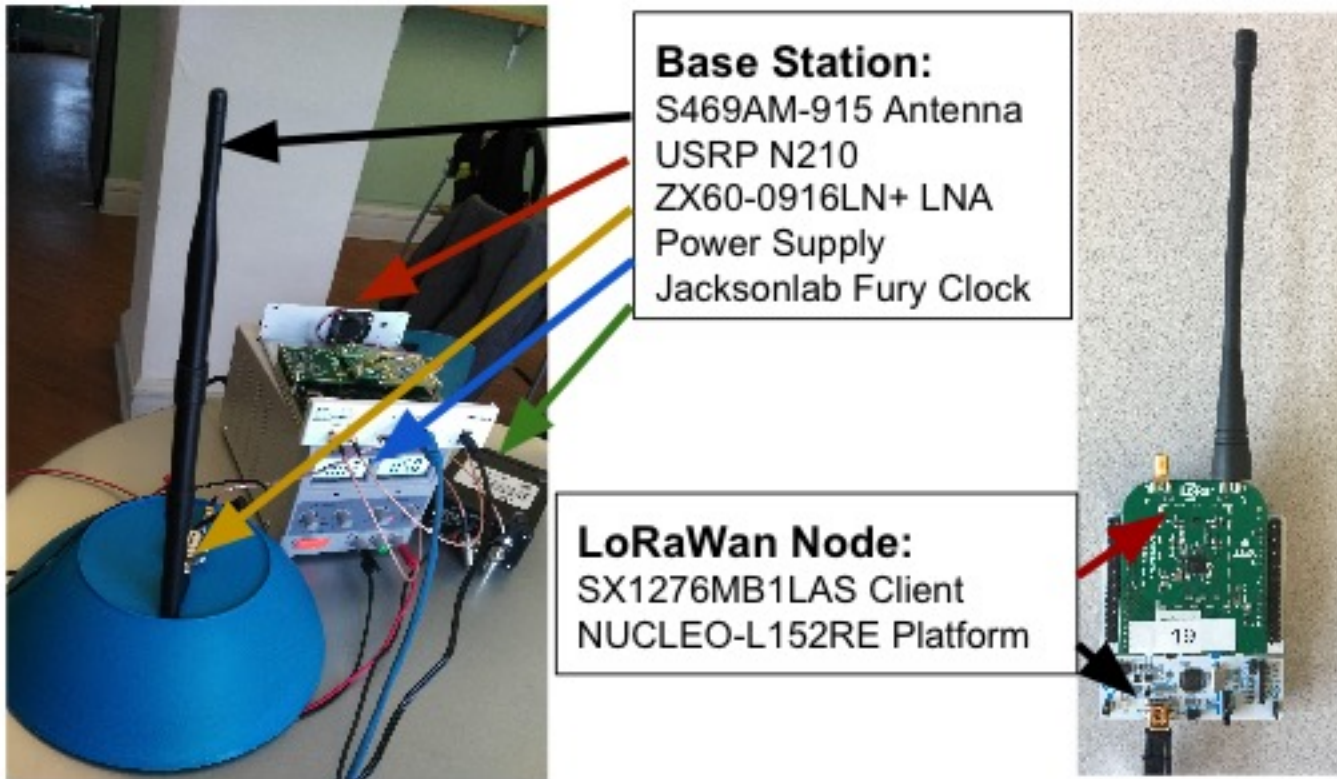 Base Station:
S469AM-915 Antenna
USRP N210
ZX60-0916LN+ LNA
Power Supply
Jacksonlab Fury Clock
LoRaWan Node:
SX1276MB1LAS Client
NUCLEO-L152RE Platform
19